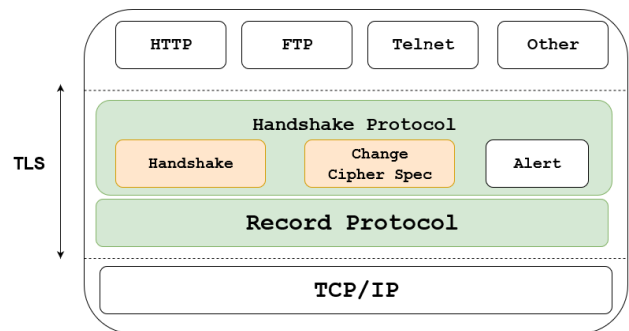 HTTP
FTP
Telnet
Other
TLS
Handshake Protocol
Handshake
Change
Cipher Spec
Alert
Record Protocol
TCP/IP